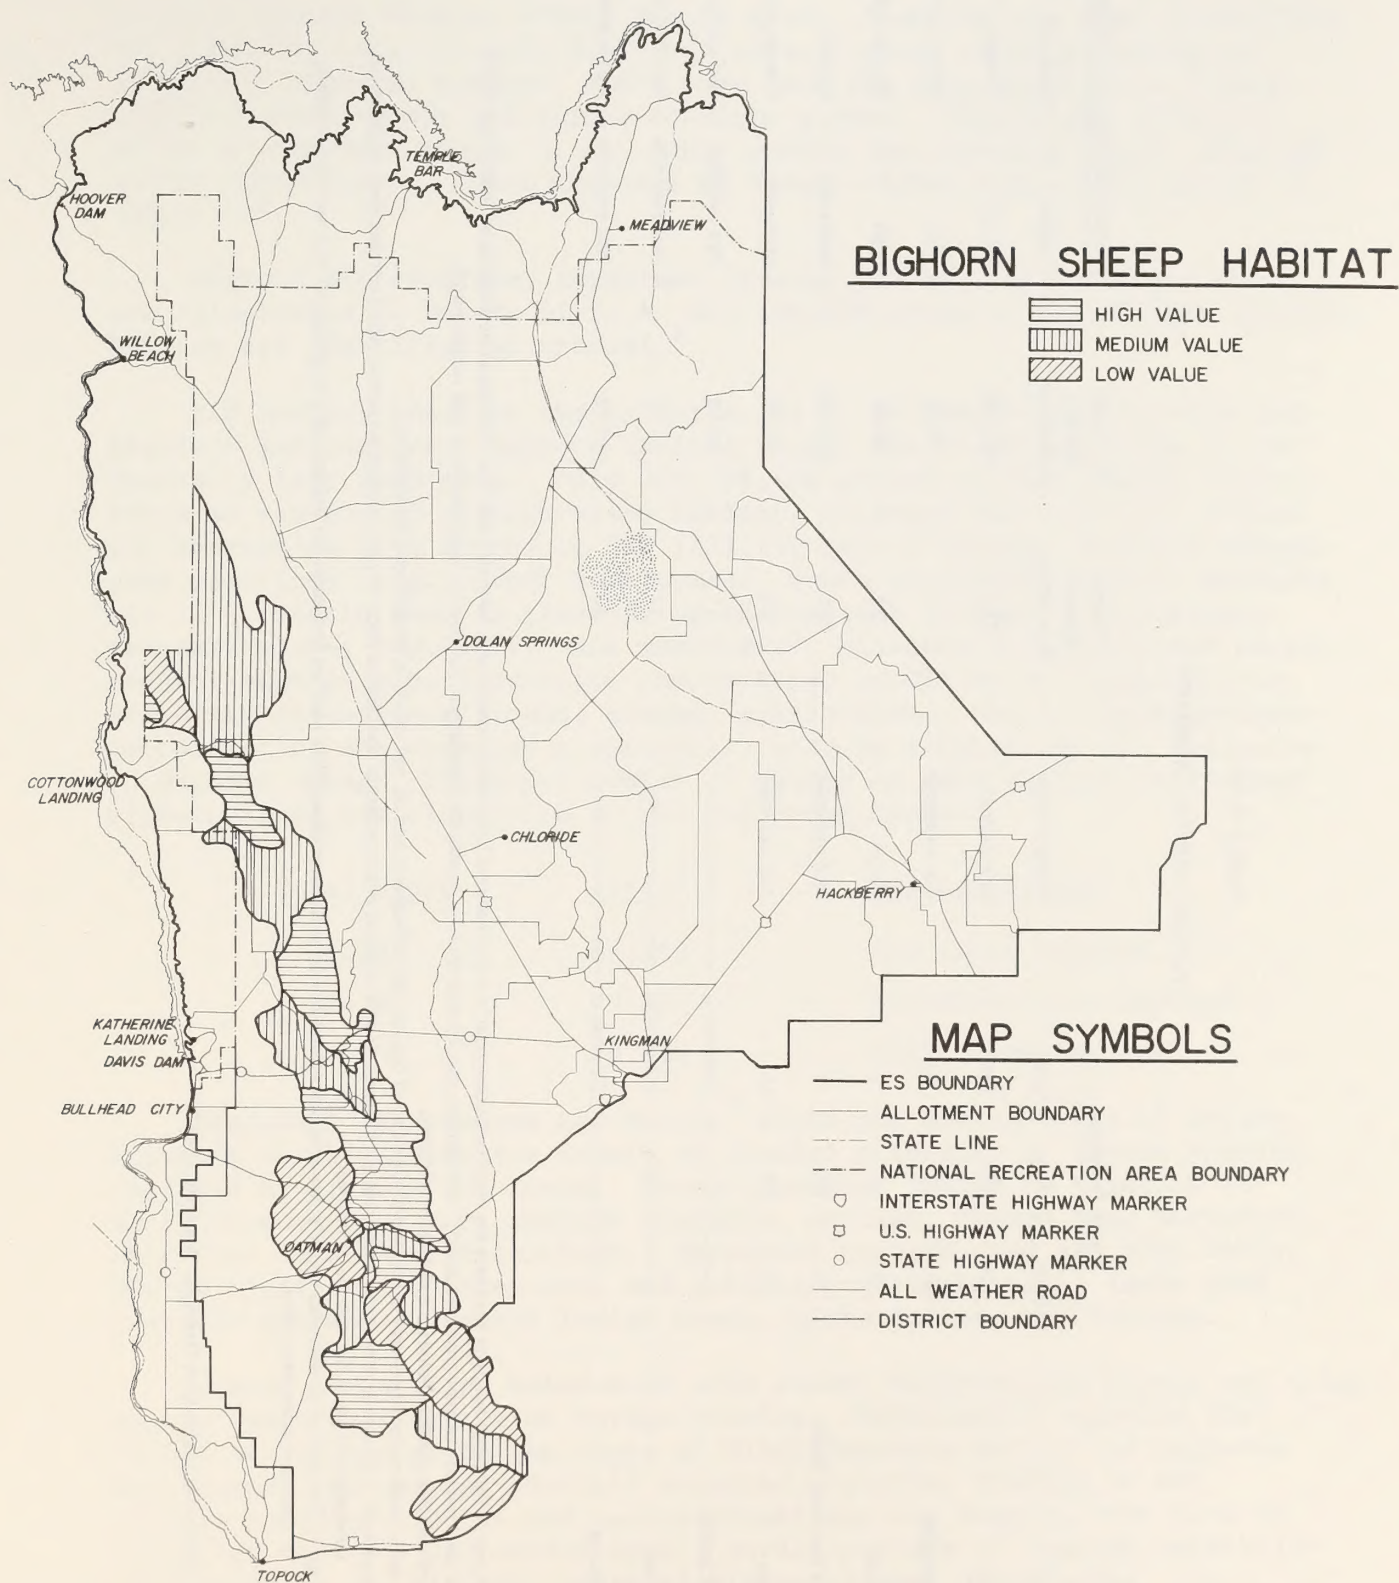 TEMPLE
BAR
HOOVER
DAM
MEADVIEW
BIGHORN SHEEP HABITAT
HIGH VALUE
MEDIUM VALUE
LOW VALUE
WILLOW
BEACH
DOLAN SPRINGS
COTTONWOOD
LANDING
CHLORIDE
HACKBERRY
KATHERINE
LANDING
DAVIS DAM
KINGMAN
BULLHEAD CITY
OATMAN
TOPOCK
MAP SYMBOLS
ES BOUNDARY
ALLOTMENT BOUNDARY
STATE LINE
NATIONAL RECREATION AREA BOUNDARY
INTERSTATE HIGHWAY MARKER
U.S. HIGHWAY MARKER
STATE HIGHWAY MARKER
ALL WEATHER ROAD
DISTRICT BOUNDARY